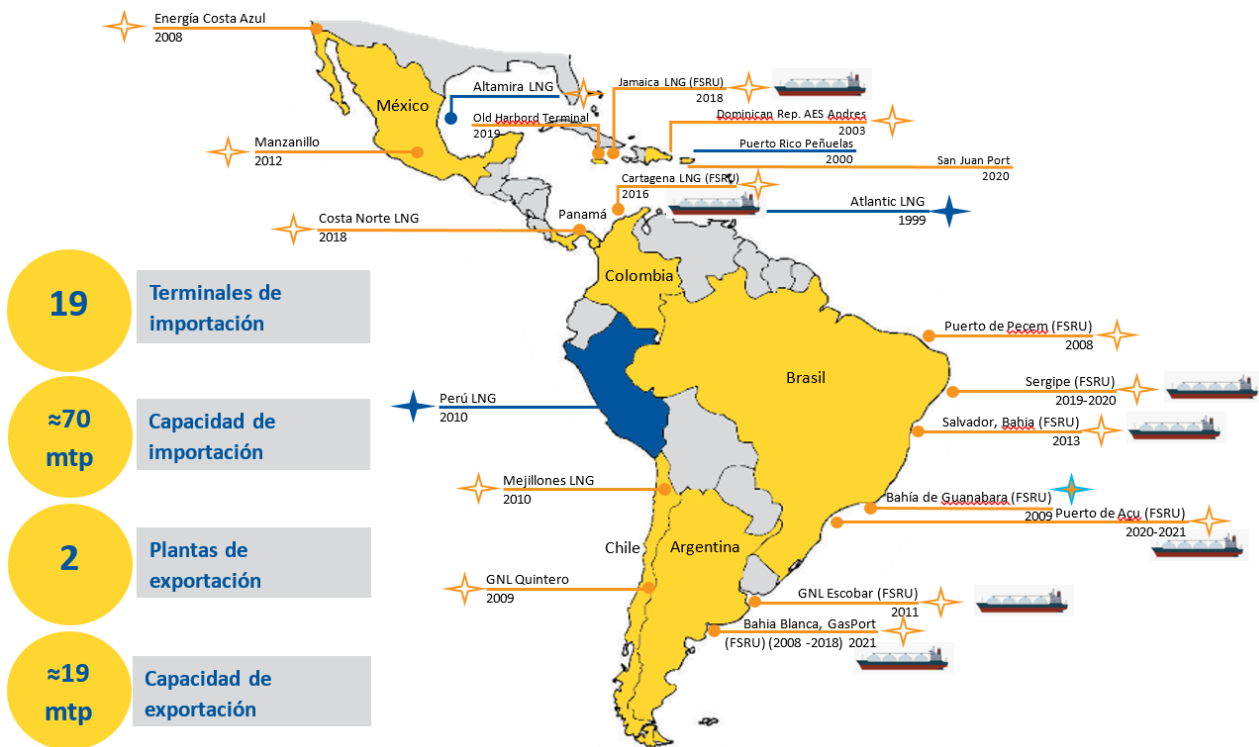 Energía Costa Azul
2008
México
Altamira LNG
Jamaica LNG (FSRU)
2018
Old Harbord Terminal
2019
Dominican Rep. AES Andres
2003
Manzanillo
2012
Puerto Rico Peñuelas
2000
San Juan Port
2020
Cartagena LNG (FSRU)
2016
Atlantic LNG
1999
Costa Norte LNG
2018
Panamá
Colombia
19
Terminales de
importación
Puerto de Pecem (FSRU)
2008
Brasil
Sergipe (FSRU)
2019-2020
Perú LNG
2010
≈70
mtp
Capacidad de
importación
Salvador, Bahia (FSRU)
2013
Mejillones LNG
2010
Bahía de Guanabara (FSRU)
2009
Puerto de Açu (FSRU)
2020-2021
2
Plantas de
exportación
Chile
Argentina
GNL Quintero
2009
GNL Escobar (FSRU)
2011
Bahia Blanca, GasPort
(FSRU) (2008 -2018) 2021
≈19
mtp
Capacidad de
exportación